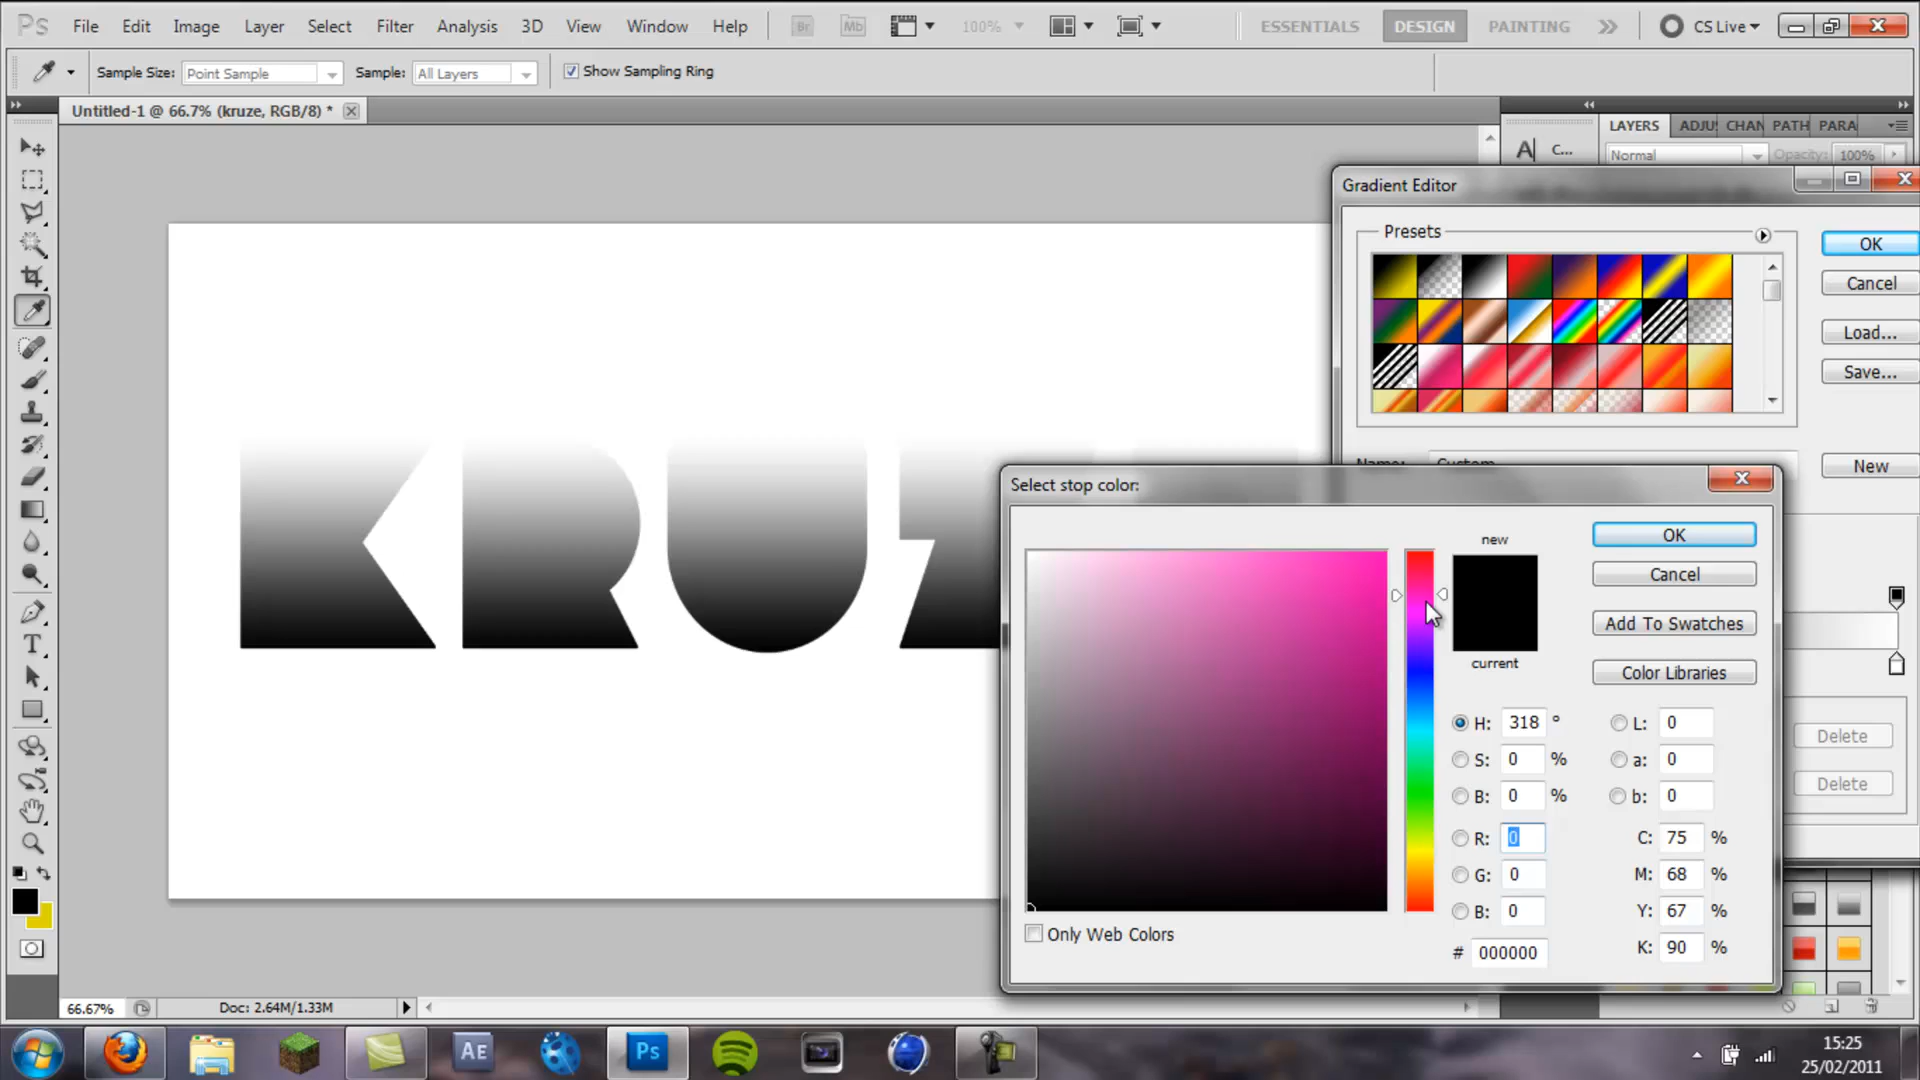 Ps File Edit Image Layer Select Filter Analysis 3D View Window Help Br Mb 100% ESSENTIALS DESIGN PAINTING CS Live
Sample Size: Point Sample Sample: All Layers Show Sampling Ring
Untitled-1 @ 66.7% (kruze, RGB/8) *
LAYERS ADJU CHAN PATH PARA
A C... Normal Opacity: 100%
Gradient Editor
Presets
OK
Cancel
Load...
Save...
Name: Custom
New
KRUZ
Select stop color:
new
OK
current
Cancel
Add To Swatches
Color Libraries
H: 318 ° L: 0
S: 0 % a: 0
B: 0 % b: 0
R: 0 C: 75 %
G: 0 M: 68 %
B: 0 Y: 67 %
# 000000 K: 90 %
Only Web Colors
Delete
Delete
T
66.67% Doc: 2.64M/1.33M
AE Ps
15:25
25/02/2011